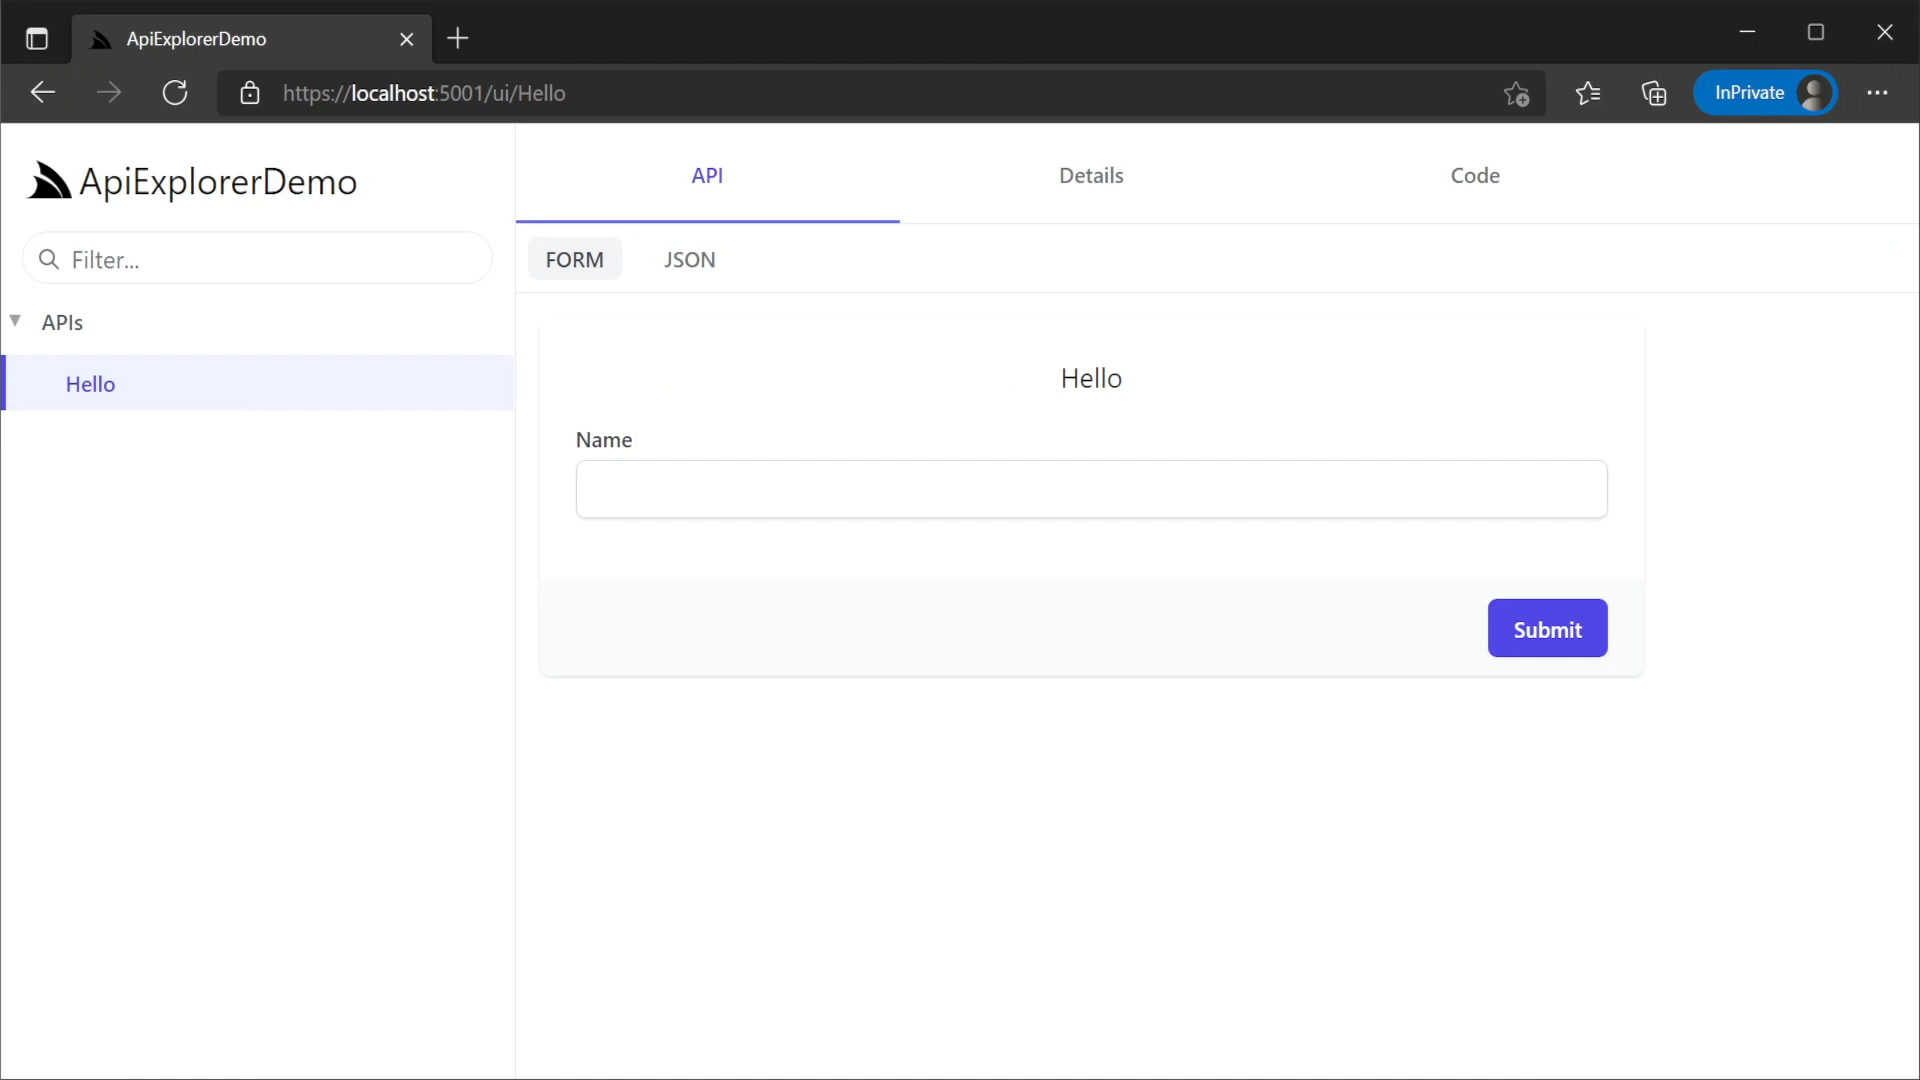 ApiExplorerDemo
https://localhost:5001/ui/Hello
InPrivate
ApiExplorerDemo
Filter...
APIs
Hello
API
Details
Code
FORM
JSON
Hello
Name
Submit